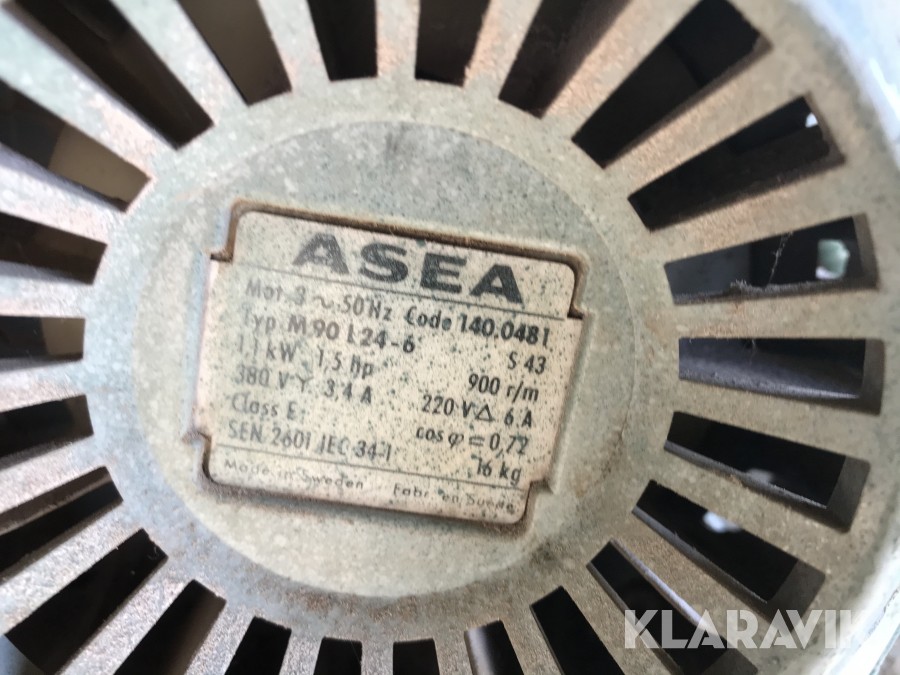 ASEA
Mot. 3 ~ 50 Hz Code 140.0481
Typ M 90 L24-6 S 43
1,1 kW 1,5 hp 900 r/m
380 V Y 3,4 A 220 V Δ 6 A
Class E cos φ = 0,72
SEN 2601 IEC 34-1 16 kg
Made in Sweden Fabr. en Suede
KLARAVIK